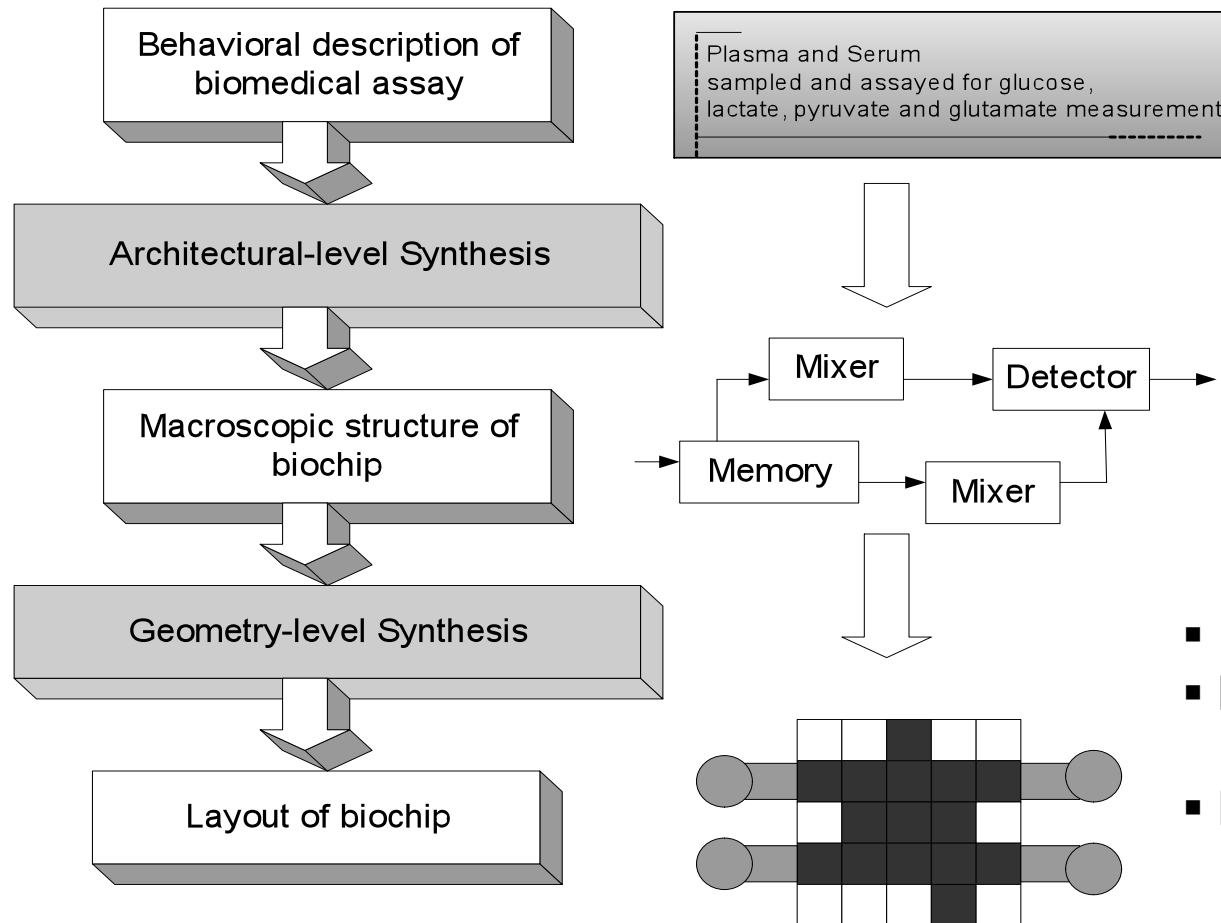 Behavioral description of
biomedical assay
Architectural-level Synthesis
Macroscopic structure of
biochip
Geometry-level Synthesis
Layout of biochip
Plasma and Serum
sampled and assayed for glucose,
lactate, pyruvate and glutamate measurement
Mixer
Detector
Memory
Mixer